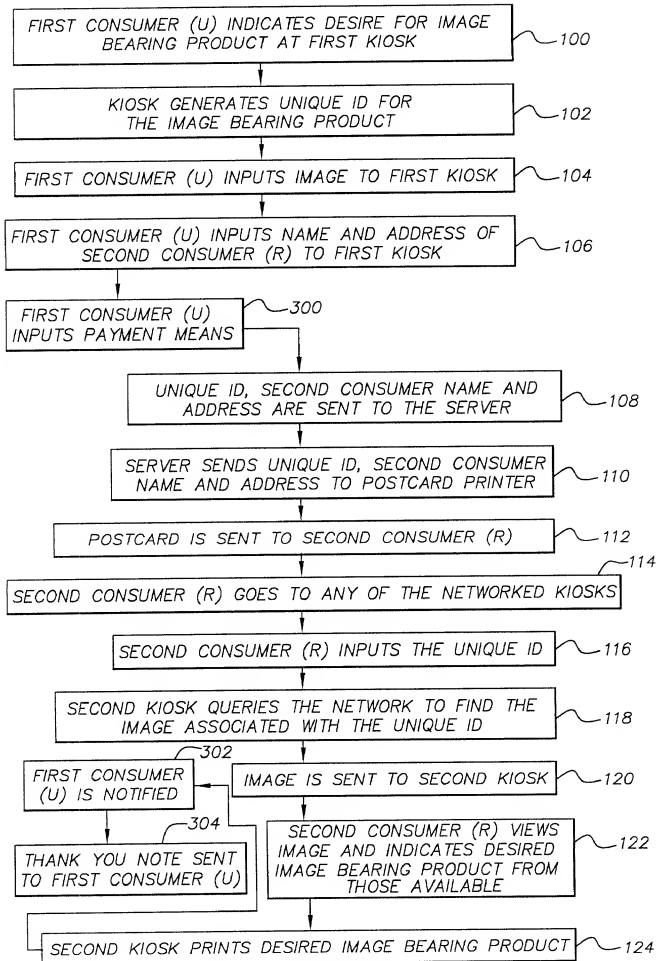 FIRST CONSUMER (U) INDICATES DESIRE FOR IMAGE
BEARING PRODUCT AT FIRST KIOSK
100
KIOSK GENERATES UNIQUE ID FOR
THE IMAGE BEARING PRODUCT
102
FIRST CONSUMER (U) INPUTS IMAGE TO FIRST KIOSK
104
FIRST CONSUMER (U) INPUTS NAME AND ADDRESS OF
SECOND CONSUMER (R) TO FIRST KIOSK
106
300
FIRST CONSUMER (U)
INPUTS PAYMENT MEANS
UNIQUE ID, SECOND CONSUMER NAME AND
ADDRESS ARE SENT TO THE SERVER
108
SERVER SENDS UNIQUE ID, SECOND CONSUMER
NAME AND ADDRESS TO POSTCARD PRINTER
110
POSTCARD IS SENT TO SECOND CONSUMER (R)
112
114
SECOND CONSUMER (R) GOES TO ANY OF THE NETWORKED KIOSKS
SECOND CONSUMER (R) INPUTS THE UNIQUE ID
116
SECOND KIOSK QUERIES THE NETWORK TO FIND THE
IMAGE ASSOCIATED WITH THE UNIQUE ID
118
302
FIRST CONSUMER
(U) IS NOTIFIED
IMAGE IS SENT TO SECOND KIOSK
120
304
THANK YOU NOTE SENT
TO FIRST CONSUMER (U)
SECOND CONSUMER (R) VIEWS
IMAGE AND INDICATES DESIRED
IMAGE BEARING PRODUCT FROM
THOSE AVAILABLE
122
SECOND KIOSK PRINTS DESIRED IMAGE BEARING PRODUCT
124